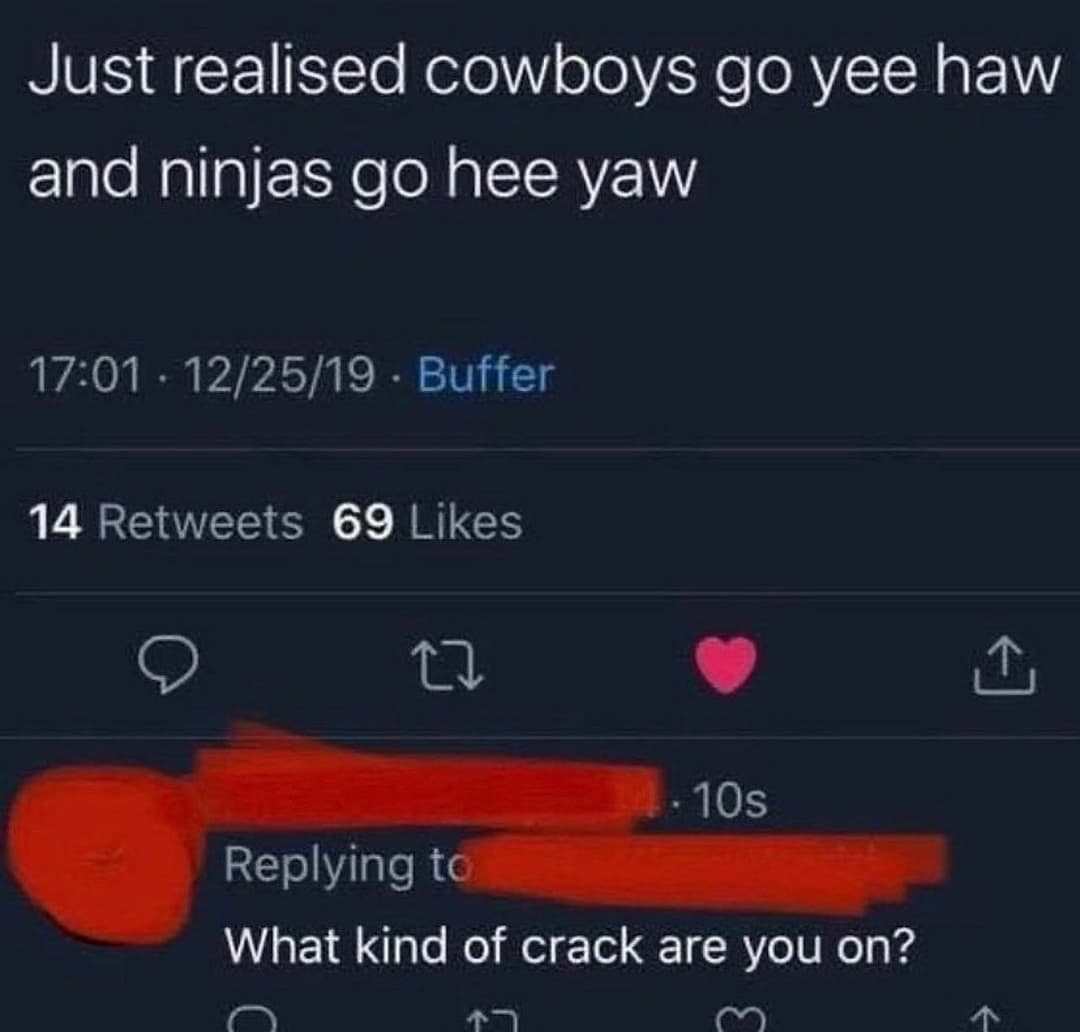 Just realised cowboys go yee haw
and ninjas go hee yaw
17:01 · 12/25/19 · Buffer
14 Retweets 69 Likes
· 10s
Replying to
What kind of crack are you on?